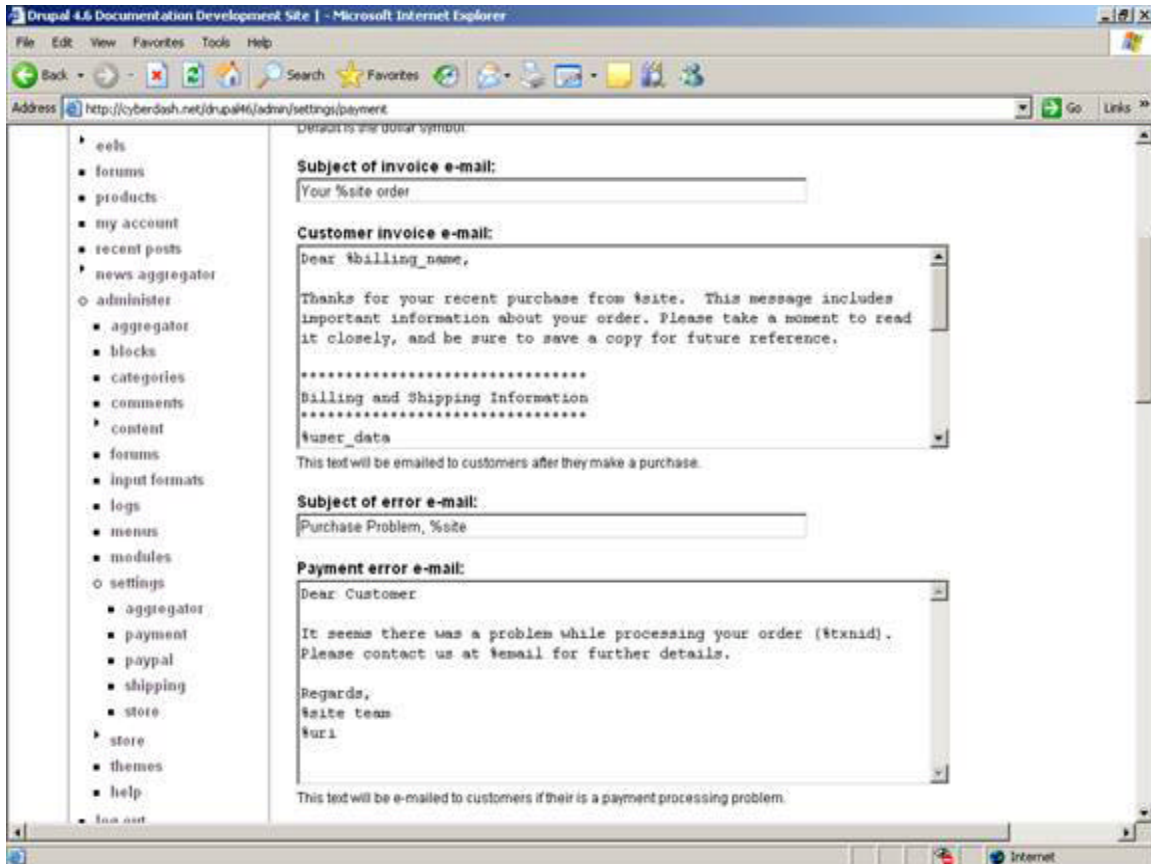 Drupal 4.6 Documentation Development Site | - Microsoft Internet Explorer
File Edit View Favorites Tools Help
Back Search Favorites
Address http://cyberdash.net/drupal46/admin/settings/payment Go Links »
eels
forums
products
my account
recent posts
news aggregator
administer
aggregator
blocks
categories
comments
content
forums
input formats
logs
menus
modules
settings
aggregator
payment
paypal
shipping
store
store
themes
help
log out
Default is the dollar symbol.
Subject of invoice e-mail:
Your %site order
Customer invoice e-mail:
Dear %billing_name,
Thanks for your recent purchase from %site.  This message includes
important information about your order. Please take a moment to read
it closely, and be sure to save a copy for future reference.
********************************
Billing and Shipping Information
********************************
%user_data
This text will be emailed to customers after they make a purchase.
Subject of error e-mail:
Purchase Problem, %site
Payment error e-mail:
Dear Customer
It seems there was a problem while processing your order (%txnid).
Please contact us at %email for further details.
Regards,
%site team
%uri
This text will be e-mailed to customers if their is a payment processing problem.
Internet